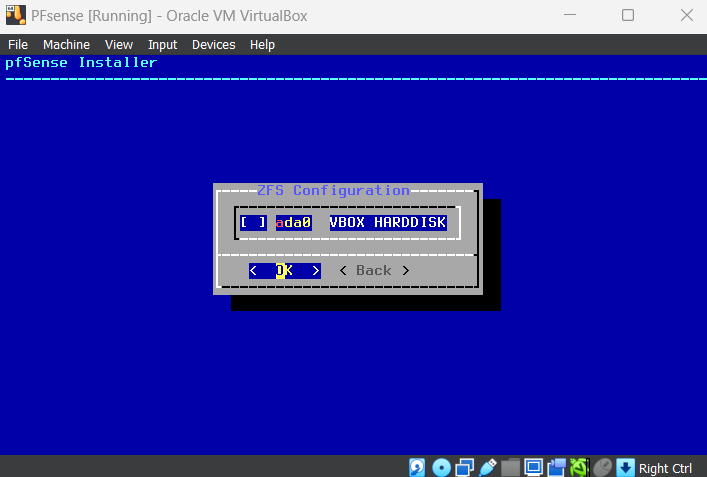 PFsense [Running] - Oracle VM VirtualBox
File Machine View Input Devices Help
pfSense Installer
ZFS Configuration
[ ] ada0 VBOX HARDDISK
< OK > < Back >
Right Ctrl